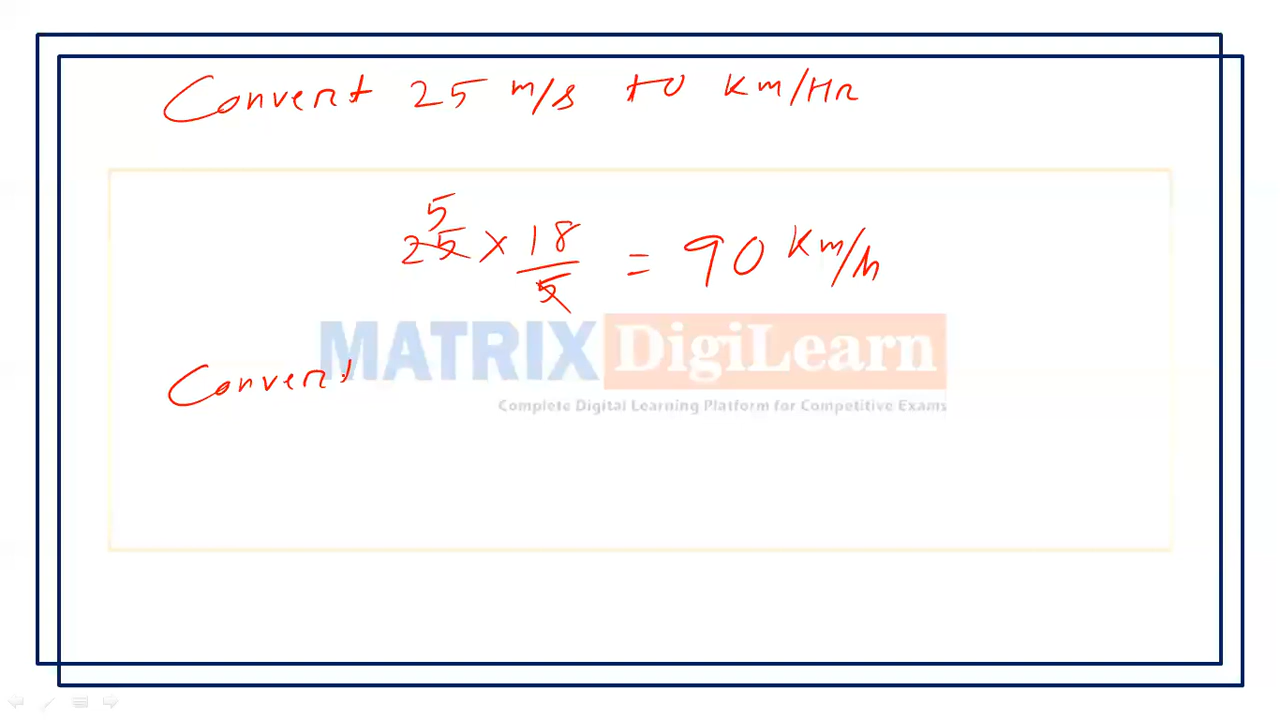 Convert 25 m/s to Km/Hr
5
25 × 18/5 = 90 Km/h
MATRIX DigiLearn
Conver
Complete Digital Learning Platform for Competitive Exams